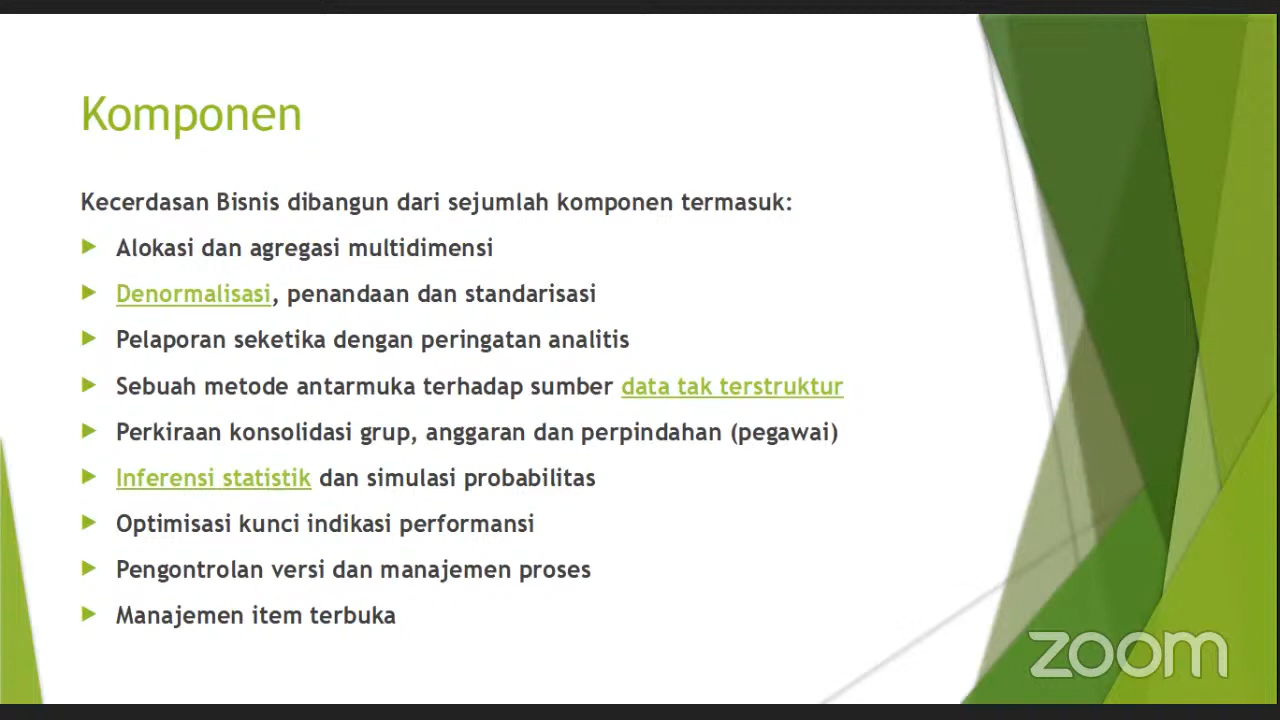 Komponen
Kecerdasan Bisnis dibangun dari sejumlah komponen termasuk:
Alokasi dan agregasi multidimensi
Denormalisasi, penandaan dan standarisasi
Pelaporan seketika dengan peringatan analitis
Sebuah metode antarmuka terhadap sumber data tak terstruktur
Perkiraan konsolidasi grup, anggaran dan perpindahan (pegawai)
Inferensi statistik dan simulasi probabilitas
Optimisasi kunci indikasi performansi
Pengontrolan versi dan manajemen proses
Manajemen item terbuka
zoom